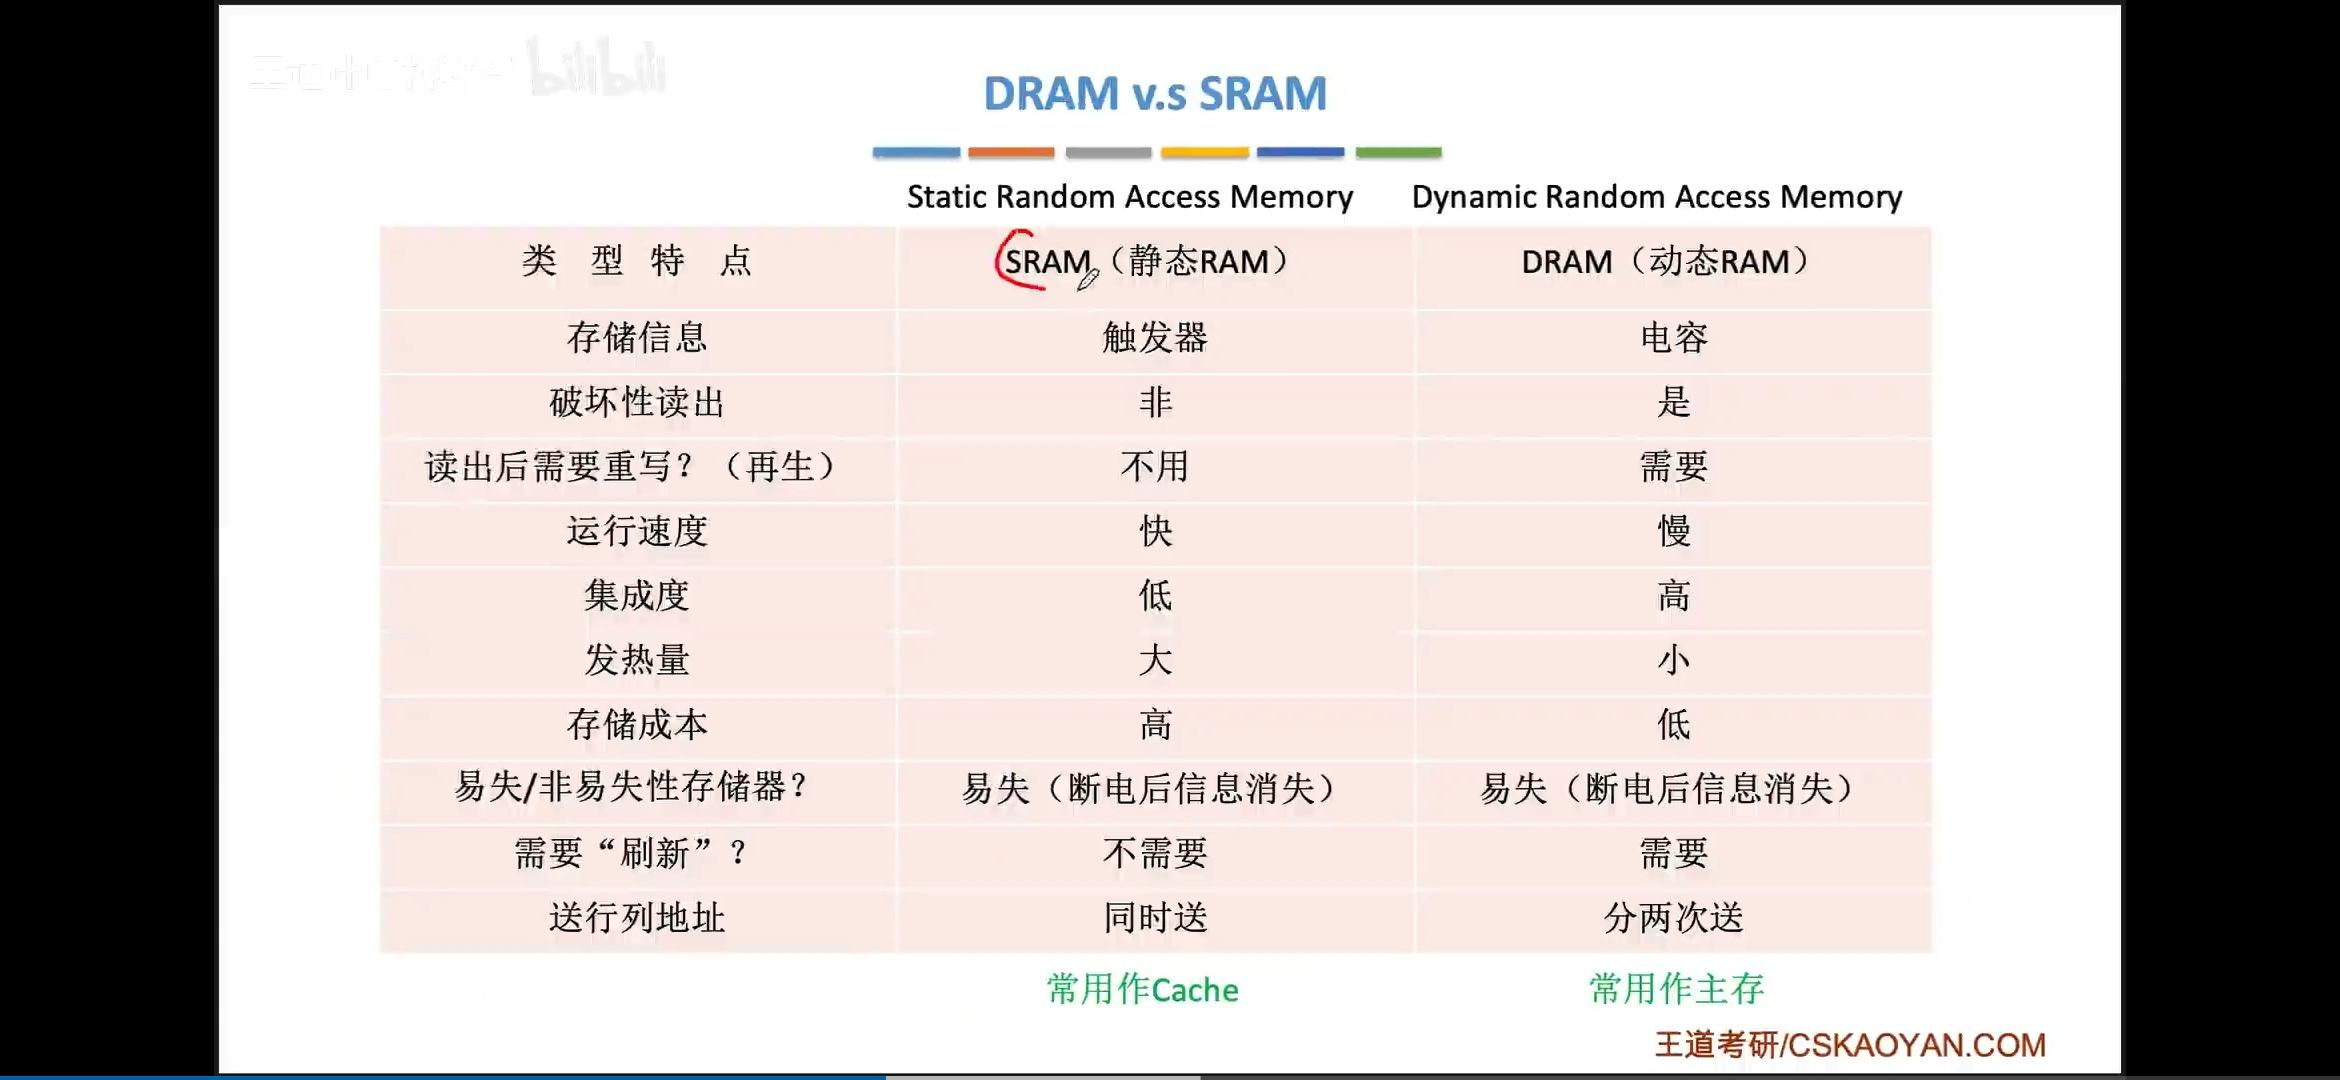 bilibili
DRAM v.s SRAM
Static Random Access Memory Dynamic Random Access Memory
类型特点 SRAM（静态RAM） DRAM（动态RAM）
存储信息 触发器 电容
破坏性读出 非 是
读出后需要重写？（再生） 不用 需要
运行速度 快 慢
集成度 低 高
发热量 大 小
存储成本 高 低
易失/非易失性存储器？ 易失（断电后信息消失） 易失（断电后信息消失）
需要“刷新”？ 不需要 需要
送行列地址 同时送 分两次送
常用作Cache 常用作主存
王道考研/CSKAOYAN.COM